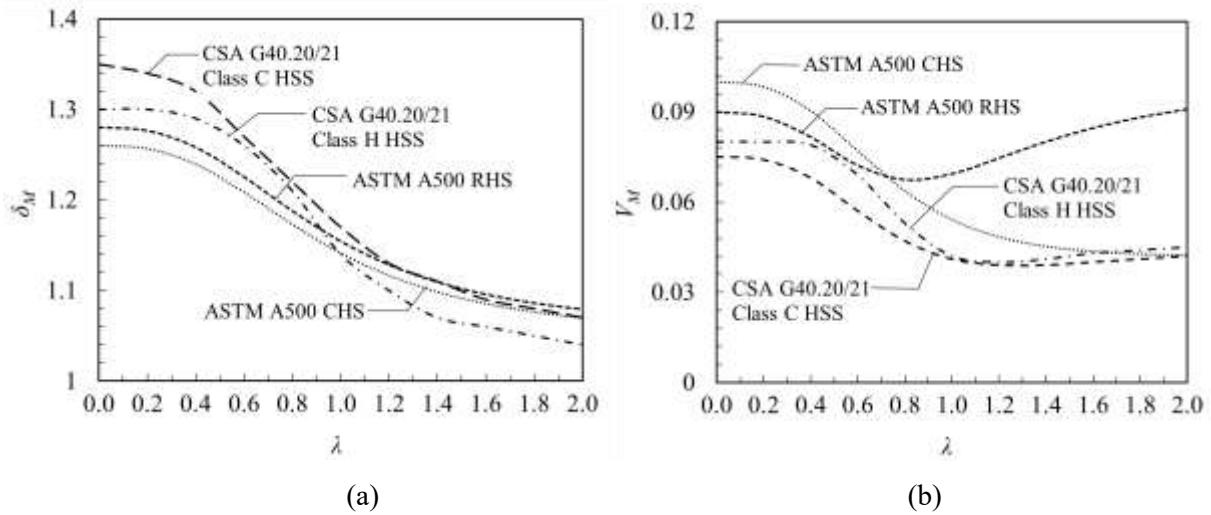 1.4
1.3
1.2
1.1
1
δM
CSA G40.20/21
Class C HSS
CSA G40.20/21
Class H HSS
ASTM A500 RHS
ASTM A500 CHS
0.0 0.2 0.4 0.6 0.8 1.0 1.2 1.4 1.6 1.8 2.0
λ
(a)
0.12
0.09
0.06
0.03
0
VM
ASTM A500 CHS
ASTM A500 RHS
CSA G40.20/21
Class H HSS
CSA G40.20/21
Class C HSS
0.0 0.2 0.4 0.6 0.8 1.0 1.2 1.4 1.6 1.8 2.0
λ
(b)